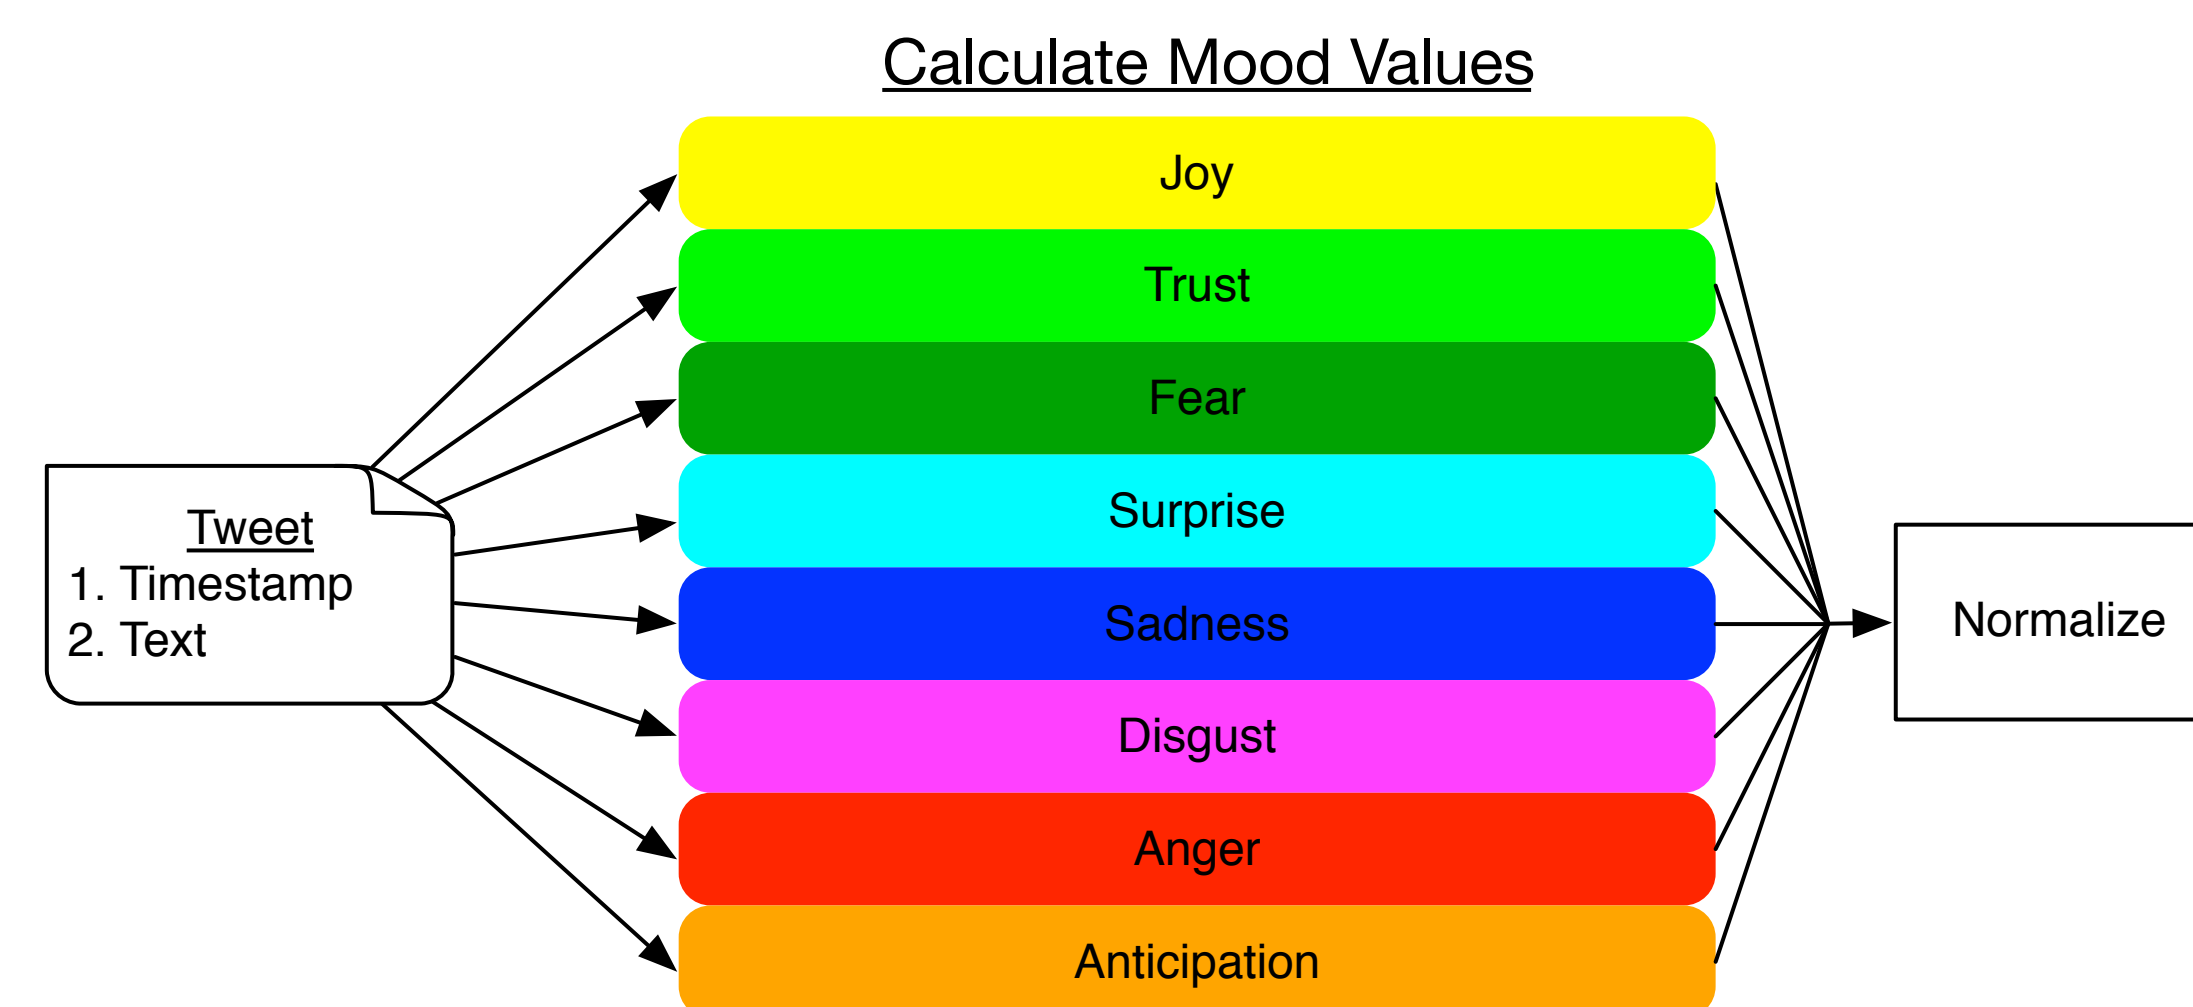 Calculate Mood Values
Joy
Trust
Fear
Surprise
Sadness
Disgust
Anger
Anticipation
Tweet
1. Timestamp
2. Text
Normalize